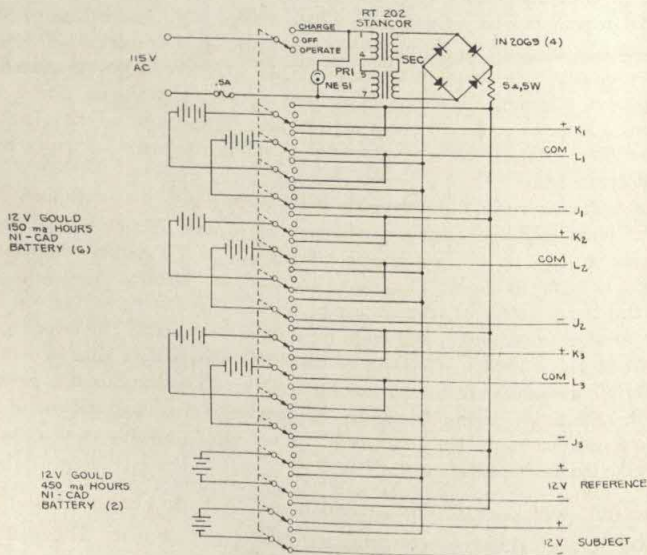 RT 202
STANCOR
CHARGE
OFF
OPERATE
115 V
AC
.5A
1
4
5
7
PRI
SEC
NE 51
IN 2069 (4)
5 Ω, 5W
+ K1
COM L1
- J1
12 V GOULD
150 ma HOURS
NI-CAD
BATTERY (6)
+ K2
COM L2
- J2
+ K3
COM L3
- J3
12 V GOULD
450 ma HOURS
NI-CAD
BATTERY (2)
+
12 V REFERENCE
-
+
12 V SUBJECT
-